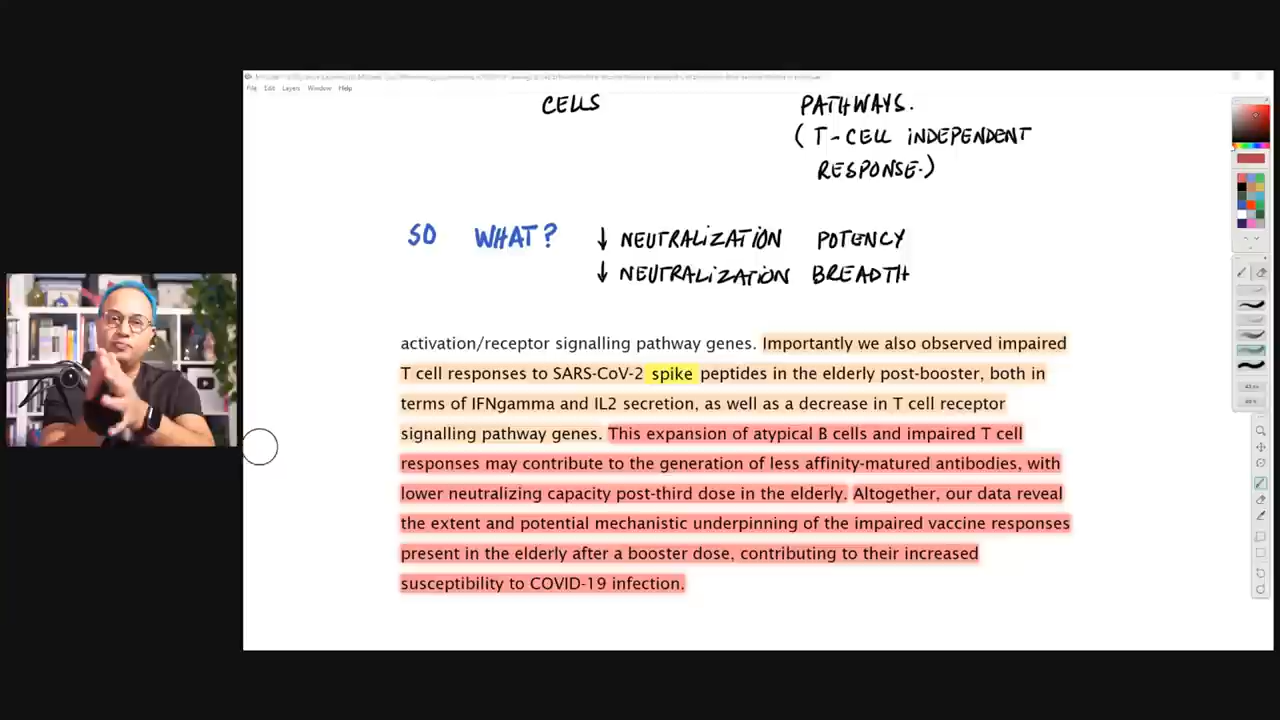 File Edit Layers Window Help
CELLS PATHWAYS.
( T-CELL INDEPENDENT
RESPONSE.)
SO WHAT? ↓ NEUTRALIZATION POTENCY
↓ NEUTRALIZATION BREADTH
activation/receptor signalling pathway genes. Importantly we also observed impaired
T cell responses to SARS-CoV-2 spike peptides in the elderly post-booster, both in
terms of IFNgamma and IL2 secretion, as well as a decrease in T cell receptor
signalling pathway genes. This expansion of atypical B cells and impaired T cell
responses may contribute to the generation of less affinity-matured antibodies, with
lower neutralizing capacity post-third dose in the elderly. Altogether, our data reveal
the extent and potential mechanistic underpinning of the impaired vaccine responses
present in the elderly after a booster dose, contributing to their increased
susceptibility to COVID-19 infection.